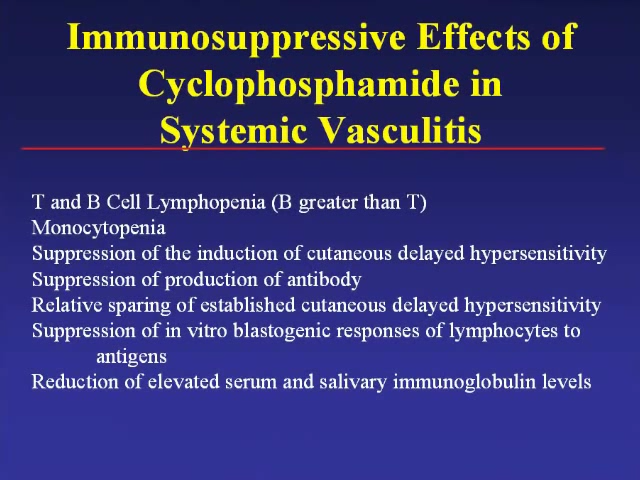 Immunosuppressive Effects of
Cyclophosphamide in
Systemic Vasculitis
T and B Cell Lymphopenia (B greater than T)
Monocytopenia
Suppression of the induction of cutaneous delayed hypersensitivity
Suppression of production of antibody
Relative sparing of established cutaneous delayed hypersensitivity
Suppression of in vitro blastogenic responses of lymphocytes to
antigens
Reduction of elevated serum and salivary immunoglobulin levels